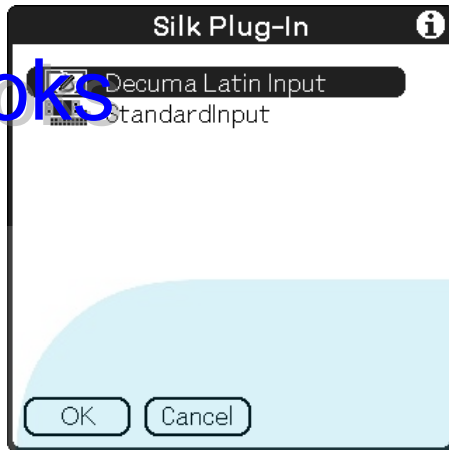 Silk Plug-In
oks
Decuma Latin Input
StandardInput
OK
Cancel